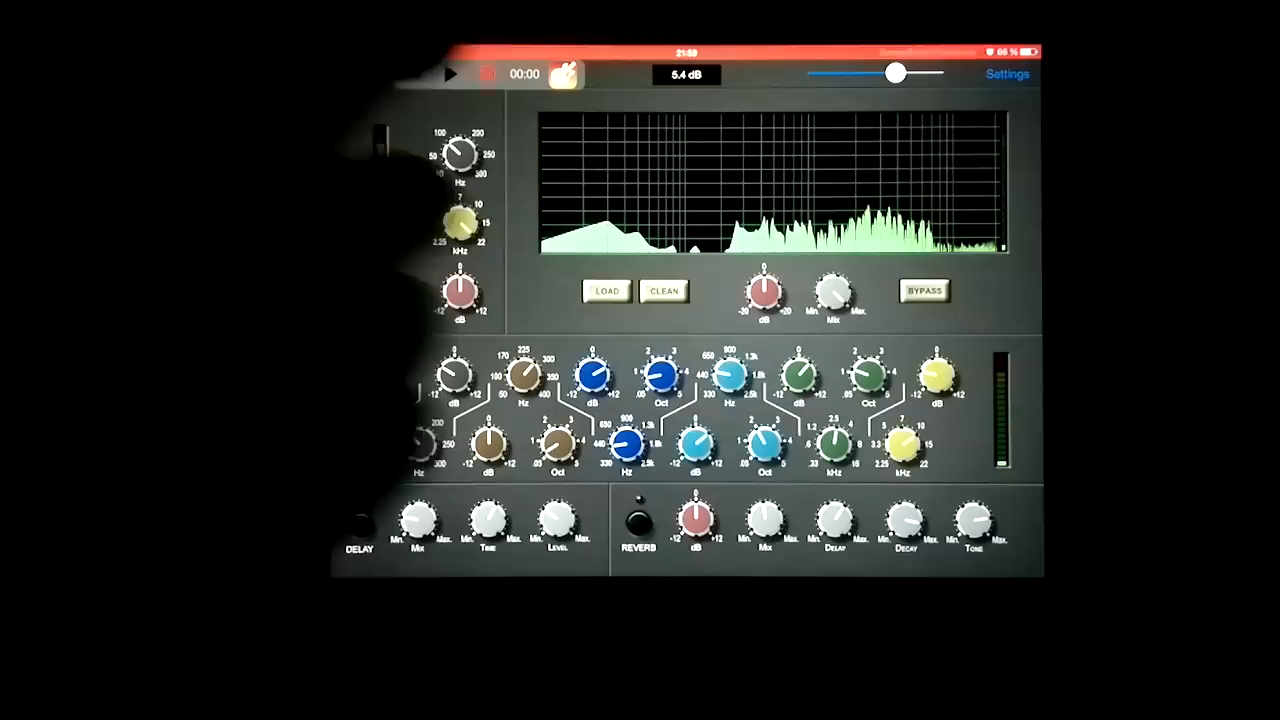 21:59
65 %
00:00
5.4 dB
Settings
100 200
50 250
300
Hz
7
10
15
2.25 22
kHz
0
-12 +12
dB
LOAD CLEAN
0
-20 +20
dB
Min. Max.
Mix
BYPASS
0
-12 +12
dB
225
170 300
100 350
50 400
Hz
0
-12 +12
dB
2 3
1 4
.05 5
Oct
900
650 1.3k
440 1.8k
330 2.5k
Hz
0
-12 +12
dB
2 3
1 4
.05 5
Oct
0
-12 +12
dB
200
250
300
Hz
0
-12 +12
dB
2 3
1 4
.05 5
Oct
900
650 1.3k
440 1.8k
330 2.5k
Hz
0
-12 +12
dB
2 3
1 4
.05 5
Oct
2.5
1.2 4
.6 8
.33 16
kHz
7
5 10
3.3 15
2.25 22
kHz
DELAY
Min. Max.
Mix
Min. Max.
Time
Min. Max.
Level
REVERB
0
-12 +12
dB
Min. Max.
Mix
Min. Max.
Delay
Min. Max.
Decay
Min. Max.
Tone